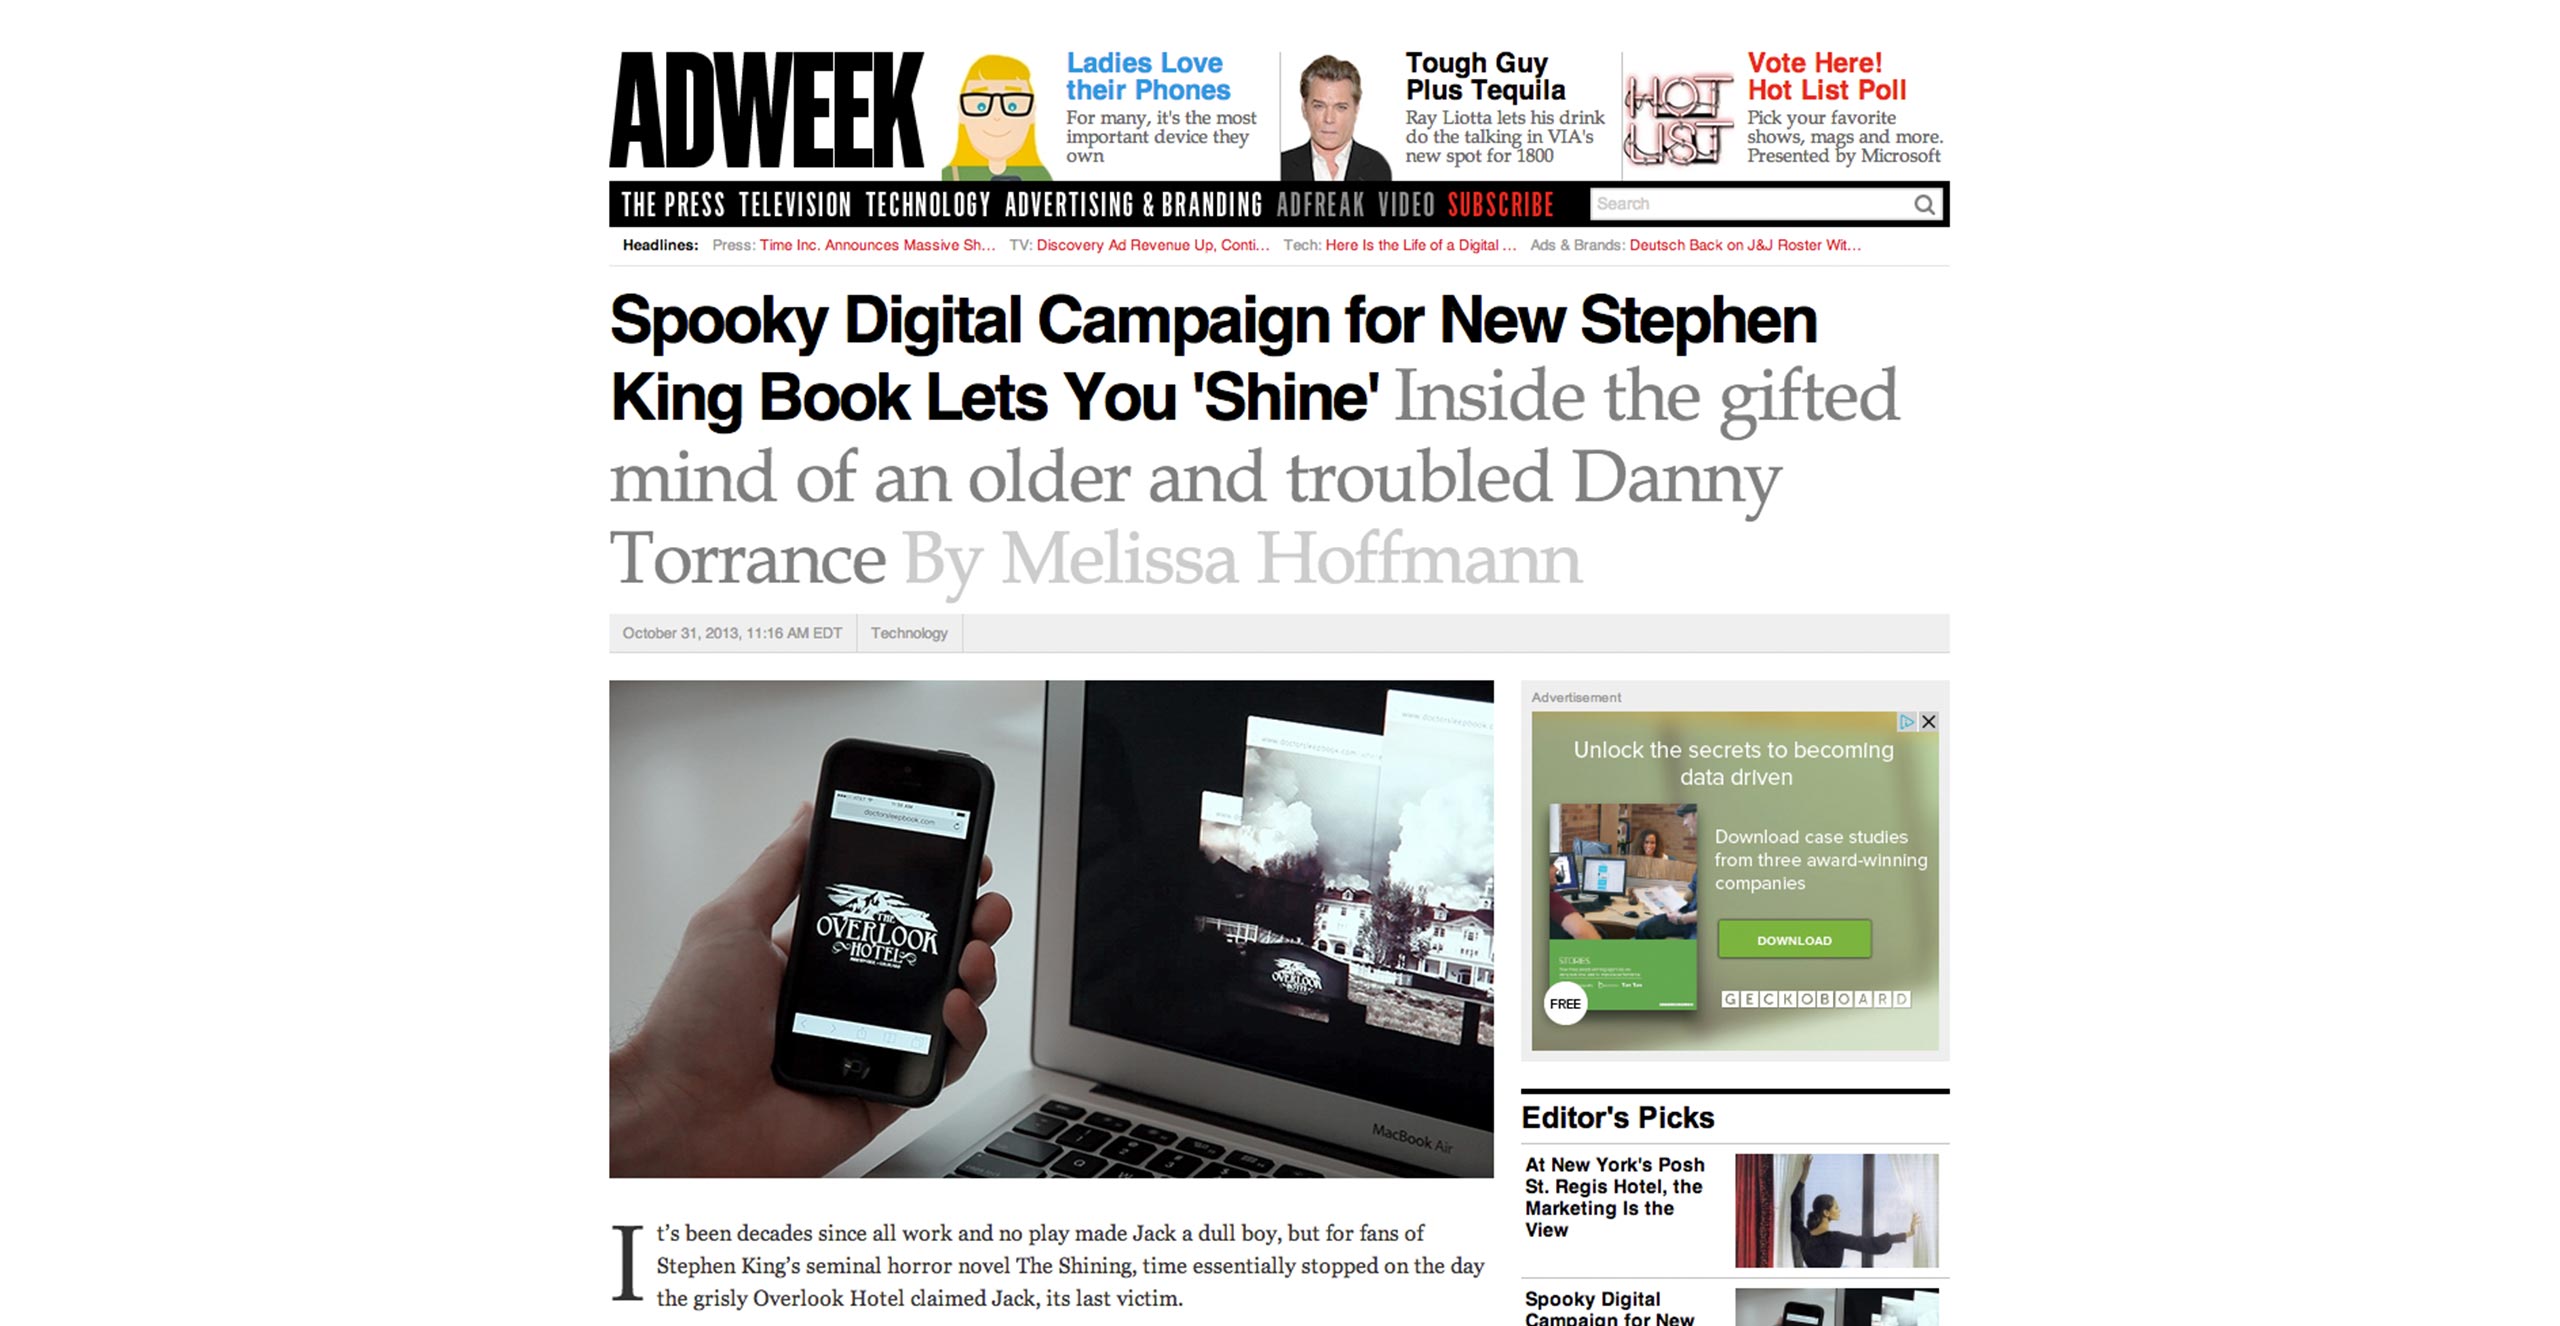 ADWEEK
Ladies Love
their Phones
For many, it's the most
important device they
own
Tough Guy
Plus Tequila
Ray Liotta lets his drink
do the talking in VIA's
new spot for 1800
HOT
LIST
Vote Here!
Hot List Poll
Pick your favorite
shows, mags and more.
Presented by Microsoft
THE PRESS TELEVISION TECHNOLOGY ADVERTISING & BRANDING ADFREAK VIDEO SUBSCRIBE Search
Headlines: Press: Time Inc. Announces Massive Sh... TV: Discovery Ad Revenue Up, Conti... Tech: Here Is the Life of a Digital ... Ads & Brands: Deutsch Back on J&J Roster Wit...
Spooky Digital Campaign for New Stephen
King Book Lets You 'Shine' Inside the gifted
mind of an older and troubled Danny
Torrance By Melissa Hoffmann
October 31, 2013, 11:16 AM EDT Technology
doctorsleepbook.com
THE
OVERLOOK
HOTEL
www.doctorsleepbook.com
www.doctorsleepbook.c
OVERLOOK
HOTEL
MacBook Air
It's been decades since all work and no play made Jack a dull boy, but for fans of
Stephen King's seminal horror novel The Shining, time essentially stopped on the day
the grisly Overlook Hotel claimed Jack, its last victim.
Advertisement
Unlock the secrets to becoming
data driven
Download case studies
from three award-winning
companies
DOWNLOAD
STORIES
FREE
GECKOBOARD
Editor's Picks
At New York's Posh
St. Regis Hotel, the
Marketing Is the
View
Spooky Digital
Campaign for New